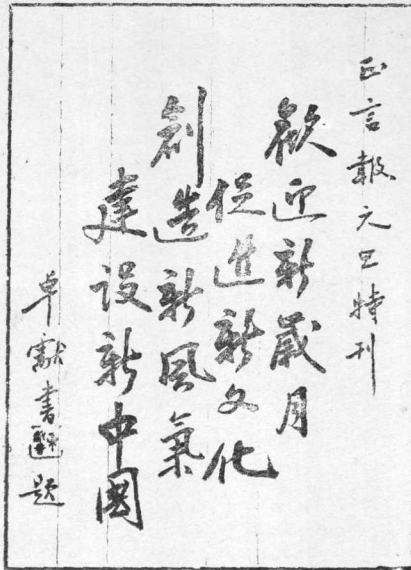 正言報元旦特刊
歡迎新歲月
促進新文化
創造新風氣
建設新中國
卓獻書題